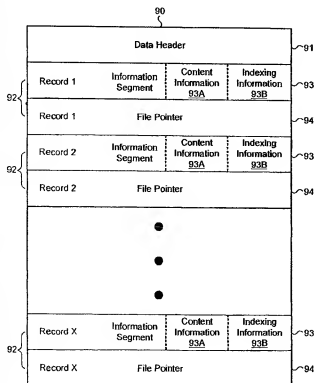 90
Data Header 91
Record 1 Information Segment Content Information 93A Indexing Information 93B 93
92
Record 1 File Pointer 94
Record 2 Information Segment Content Information 93A Indexing Information 93B 93
92
Record 2 File Pointer 94
Record X Information Segment Content Information 93A Indexing Information 93B 93
92
Record X File Pointer 94